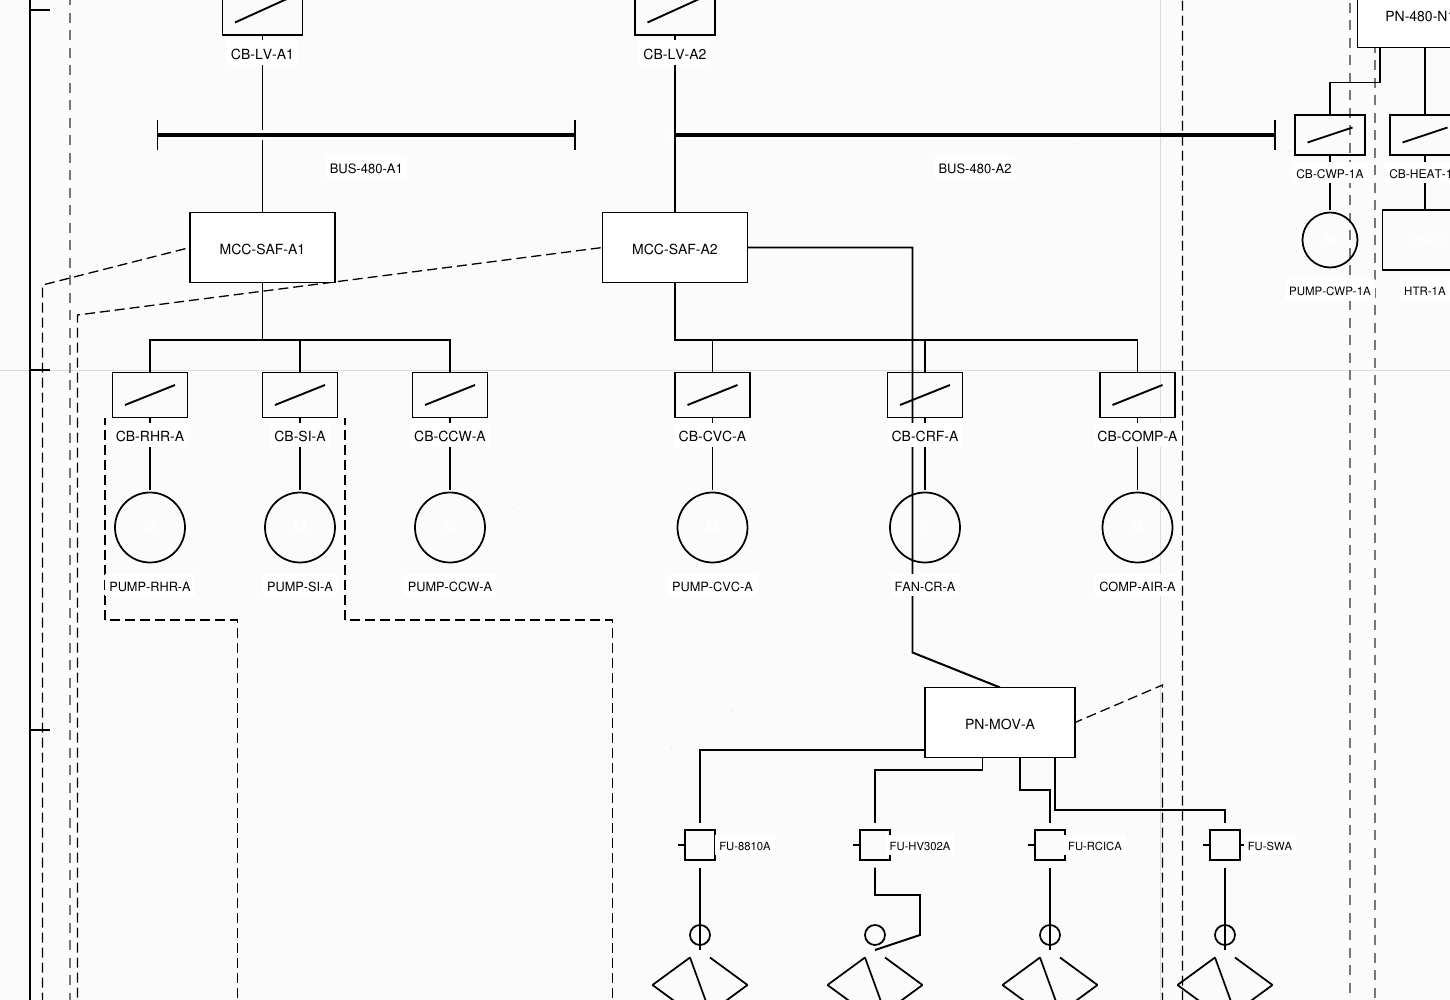 PN-480-N1
CB-LV-A1
CB-LV-A2
BUS-480-A1
BUS-480-A2
CB-CWP-1A
CB-HEAT-1
MCC-SAF-A1
MCC-SAF-A2
PUMP-CWP-1A
HTR-1A
CB-RHR-A
CB-SI-A
CB-CCW-A
CB-CVC-A
CB-CRF-A
CB-COMP-A
PUMP-RHR-A
PUMP-SI-A
PUMP-CCW-A
PUMP-CVC-A
FAN-CR-A
COMP-AIR-A
PN-MOV-A
FU-8810A
FU-HV302A
FU-RCICA
FU-SWA